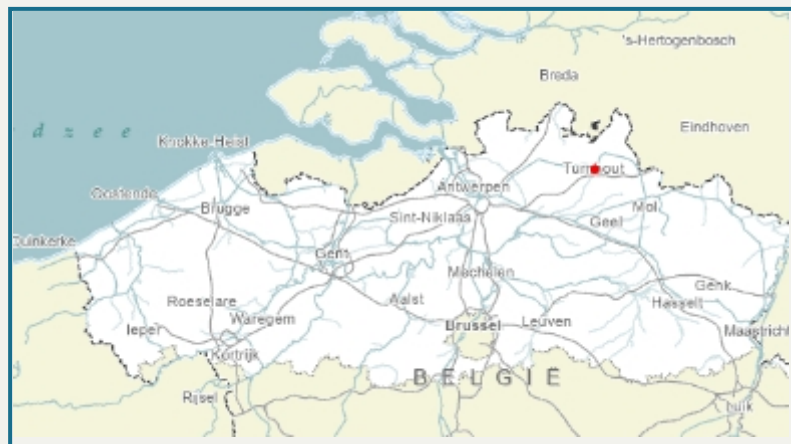 's-Hertogenbosch
Breda
dzee
Eindhoven
Knokke-Heist
Turnhout
Antwerpen
Oostende
Brugge
Sint-Niklaas
Mol
Geel
Duinkerke
Gent
Mechelen
Genk
Roeselare
Aalst
Hasselt
Waregem
Ieper
Brussel
Leuven
Maastricht
Kortrijk
BELGIË
Rijsel
Luik